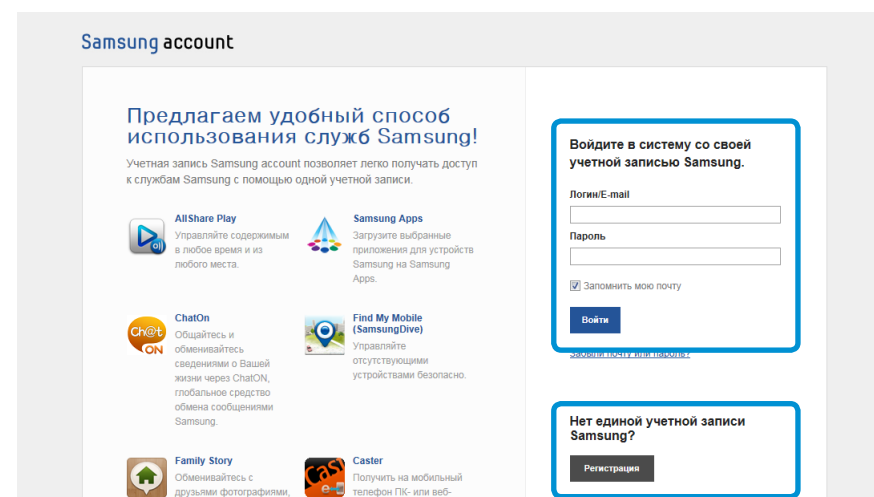 Samsung account
Предлагаем удобный способ
использования служб Samsung!
Учетная запись Samsung account позволяет легко получать доступ
к службам Samsung с помощью одной учетной записи.
AllShare Play
Управляйте содержимым
в любое время и из
любого места.
Samsung Apps
Загрузите выбранные
приложения для устройств
Samsung на Samsung
Apps.
Ch@t
ON
ChatOn
Общайтесь и
обменивайтесь
сведениями о Вашей
жизни через ChatON,
глобальное средство
обмена сообщениями
Samsung.
Find My Mobile
(SamsungDive)
Управляйте
отсутствующими
устройствами безопасно.
Family Story
Обменивайтесь с
друзьями фотографиями,
Caster
Получить на мобильный
телефон ПК- или веб-
Войдите в систему со своей
учетной записью Samsung.
Логин/E-mail
Пароль
Запомнить мою почту
Войти
Забыли почту или пароль?
Нет единой учетной записи
Samsung?
Регистрация